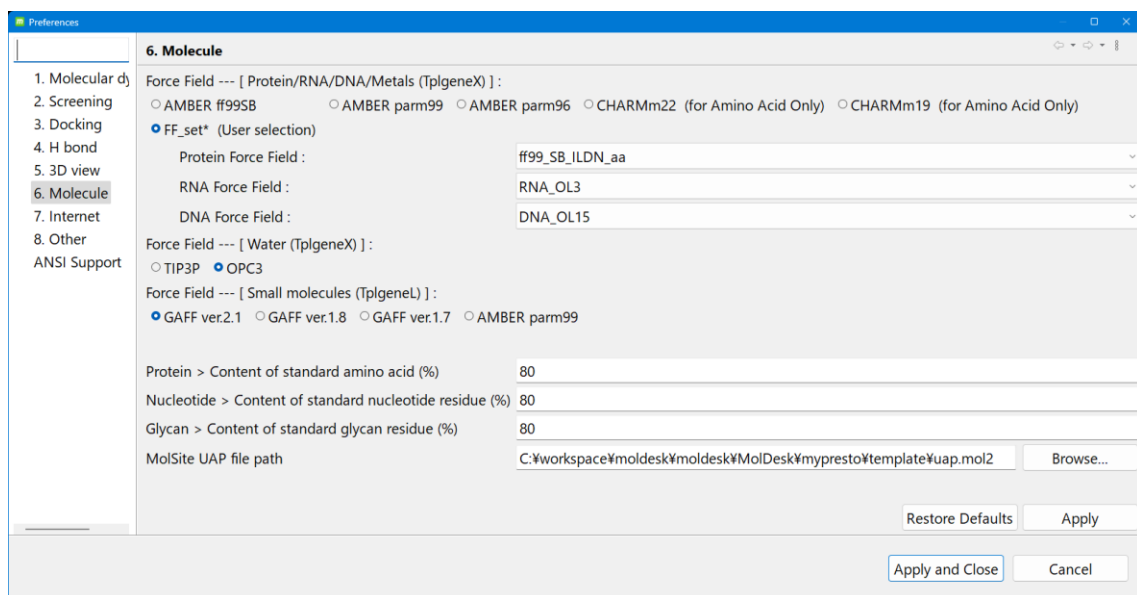 Preferences
6. Molecule
1. Molecular dy
2. Screening
3. Docking
4. H bond
5. 3D view
6. Molecule
7. Internet
8. Other
ANSI Support
Force Field --- [ Protein/RNA/DNA/Metals (TplgeneX) ] :
AMBER ff99SB AMBER parm99 AMBER parm96 CHARMm22 (for Amino Acid Only) CHARMm19 (for Amino Acid Only)
FF_set* (User selection)
Protein Force Field : ff99_SB_ILDN_aa
RNA Force Field : RNA_OL3
DNA Force Field : DNA_OL15
Force Field --- [ Water (TplgeneX) ] :
TIP3P OPC3
Force Field --- [ Small molecules (TplgeneL) ] :
GAFF ver.2.1 GAFF ver.1.8 GAFF ver.1.7 AMBER parm99
Protein > Content of standard amino acid (%) 80
Nucleotide > Content of standard nucleotide residue (%) 80
Glycan > Content of standard glycan residue (%) 80
MolSite UAP file path C:¥workspace¥moldesk¥moldesk¥MolDesk¥mypresto¥template¥uap.mol2 Browse...
Restore Defaults Apply
Apply and Close Cancel